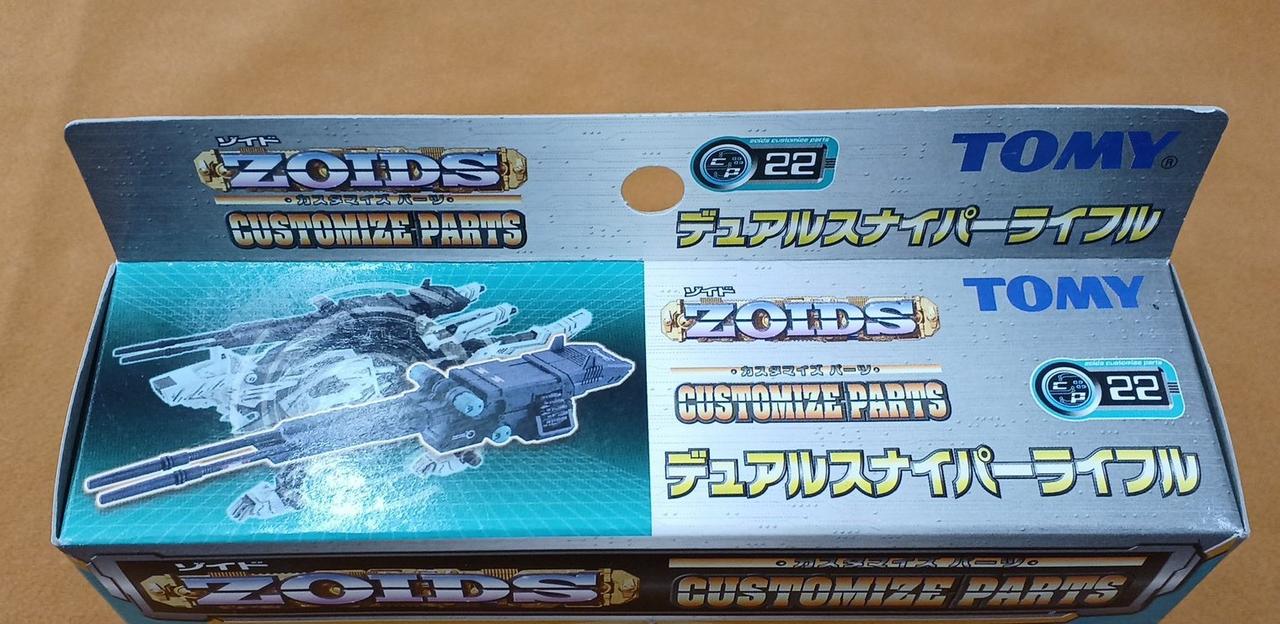 ゾイド
ZOIDS
・カスタマイズ パーツ・
CUSTOMIZE PARTS
zoids customize parts
CP 22
TOMY®
デュアルスナイパーライフル
ゾイド
ZOIDS
・カスタマイズ パーツ・
CUSTOMIZE PARTS
TOMY
zoids customize parts
CP 22
デュアルスナイパーライフル
ゾイド
ZOIDS
・カスタマイズ パーツ・
CUSTOMIZE PARTS